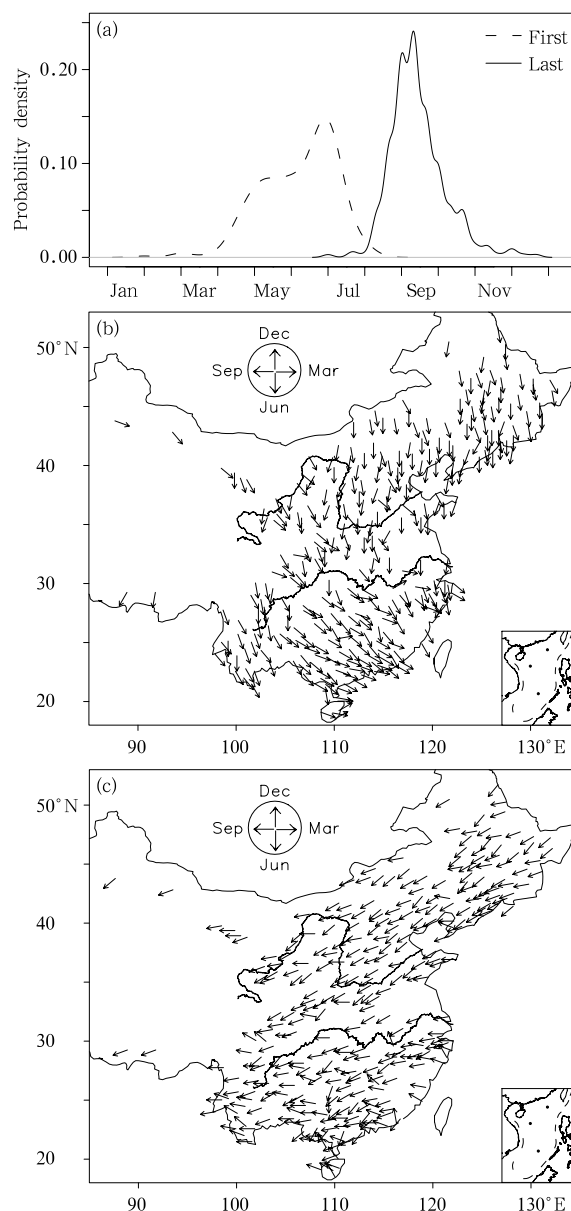 (a)
First
Last
Probability density
0.20
0.10
0.00
Jan Mar May Jul Sep Nov
(b)
Dec
Sep Mar
Jun
50°N
40
30
20
90 100 110 120 130°E
(c)
Dec
Sep Mar
Jun
50°N
40
30
20
90 100 110 120 130°E